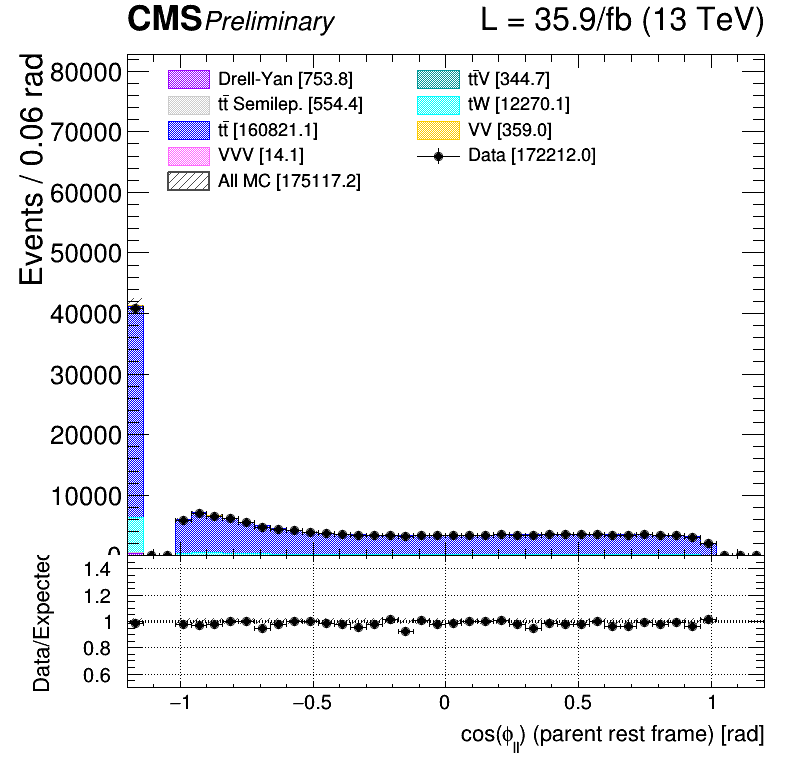 CMS Preliminary L = 35.9/fb (13 TeV)
Events / 0.06 rad
80000
70000
60000
50000
40000
30000
20000
10000
0
Drell-Yan [753.8]
tt̄ Semilep. [554.4]
tt̄ [160821.1]
VVV [14.1]
All MC [175117.2]
tt̄V [344.7]
tW [12270.1]
VV [359.0]
Data [172212.0]
Data/Expected
1.4
1.2
1
0.8
0.6
−1 −0.5 0 0.5 1
cos(ϕ_ll) (parent rest frame) [rad]